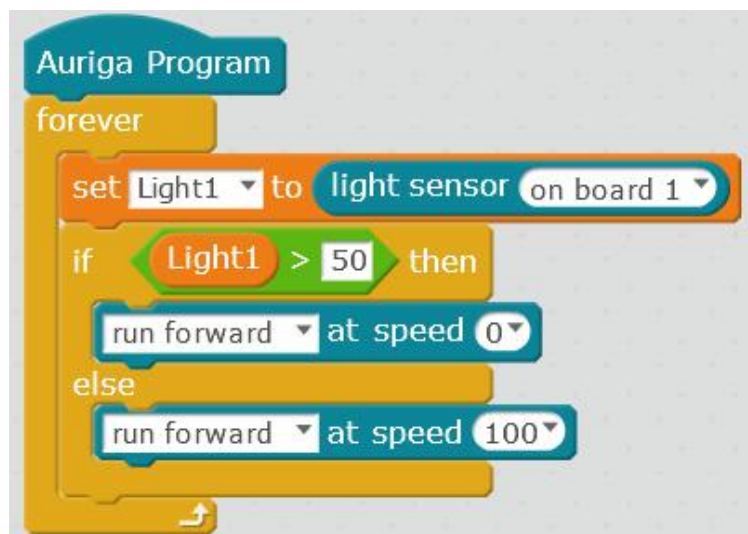 Auriga Program
forever
set Light1 to light sensor on board 1
if Light1 > 50 then
run forward at speed 0
else
run forward at speed 100